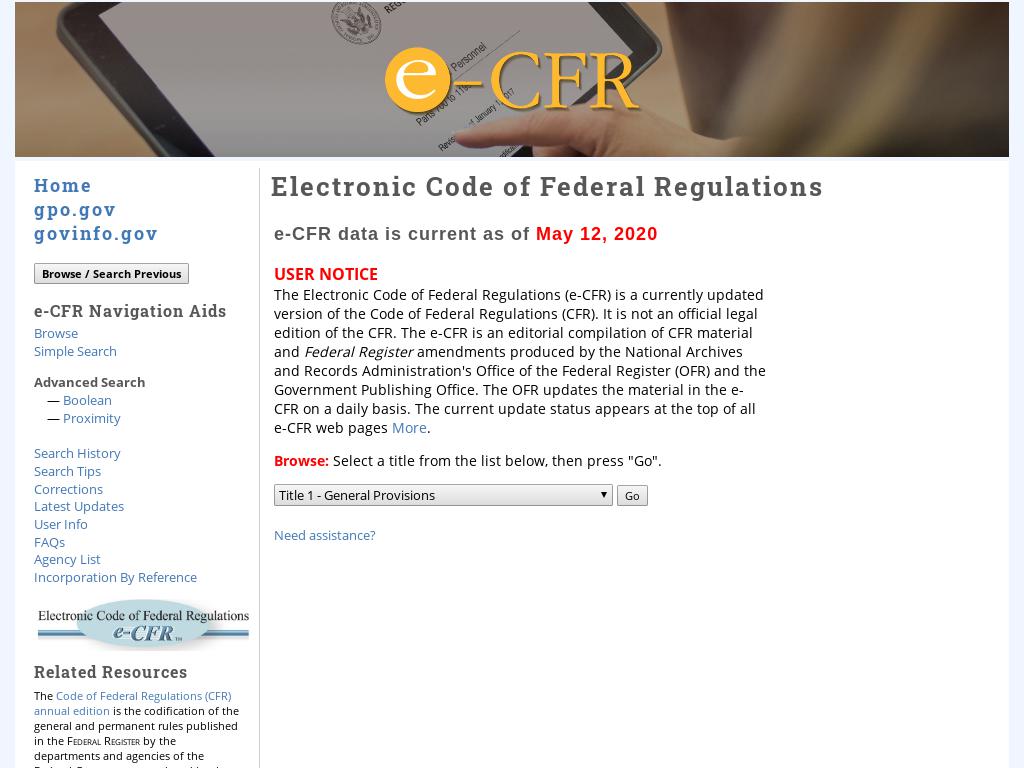 Personnel
e-CFR
Home
gpo.gov
govinfo.gov
Browse / Search Previous
e-CFR Navigation Aids
Browse
Simple Search
Advanced Search
— Boolean
— Proximity
Search History
Search Tips
Corrections
Latest Updates
User Info
FAQs
Agency List
Incorporation By Reference
Electronic Code of Federal Regulations
e-CFR™
Related Resources
The Code of Federal Regulations (CFR)
annual edition is the codification of the
general and permanent rules published
in the Federal Register by the
departments and agencies of the
Electronic Code of Federal Regulations
e-CFR data is current as of May 12, 2020
USER NOTICE
The Electronic Code of Federal Regulations (e-CFR) is a currently updated
version of the Code of Federal Regulations (CFR). It is not an official legal
edition of the CFR. The e-CFR is an editorial compilation of CFR material
and Federal Register amendments produced by the National Archives
and Records Administration's Office of the Federal Register (OFR) and the
Government Publishing Office. The OFR updates the material in the e-
CFR on a daily basis. The current update status appears at the top of all
e-CFR web pages More.
Browse: Select a title from the list below, then press "Go".
Title 1 - General Provisions ▼ Go
Need assistance?